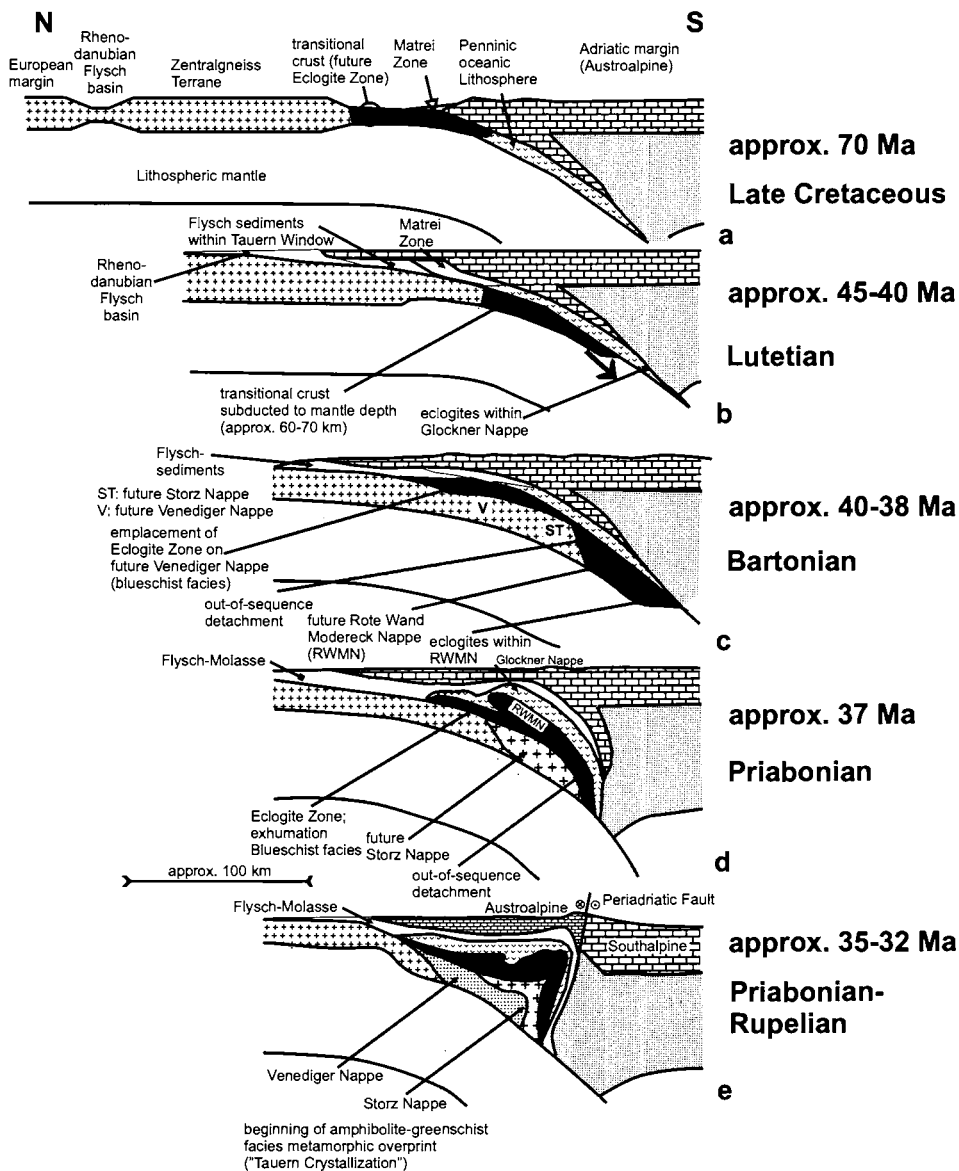 N
S
Rheno-
danubian
Flysch
basin
European
margin
Zentralgneiss
Terrane
transitional
crust (future
Eclogite Zone)
Matrei
Zone
Penninic
oceanic
Lithosphere
Adriatic margin
(Austroalpine)
Lithospheric mantle
approx. 70 Ma
Late Cretaceous
a
Flysch sediments
within Tauern Window
Matrei
Zone
Rheno-
danubian
Flysch
basin
transitional crust
subducted to mantle depth
(approx. 60-70 km)
eclogites within
Glockner Nappe
approx. 45-40 Ma
Lutetian
b
Flysch-
sediments
ST: future Storz Nappe
V: future Venediger Nappe
emplacement of
Eclogite Zone on
future Venediger Nappe
(blueschist facies)
V
ST
out-of-sequence
detachment
future Rote Wand
Modereck Nappe
(RWMN)
eclogites within
RWMN
approx. 40-38 Ma
Bartonian
c
Flysch-Molasse
Glockner Nappe
RWMN
Eclogite Zone;
exhumation
Blueschist facies
future
Storz Nappe
out-of-sequence
detachment
approx. 37 Ma
Priabonian
d
approx. 100 km
Flysch-Molasse
Austroalpine
Periadriatic Fault
Southalpine
Venediger Nappe
Storz Nappe
beginning of amphibolite-greenschist
facies metamorphic overprint
("Tauern Crystallization")
approx. 35-32 Ma
Priabonian-
Rupelian
e